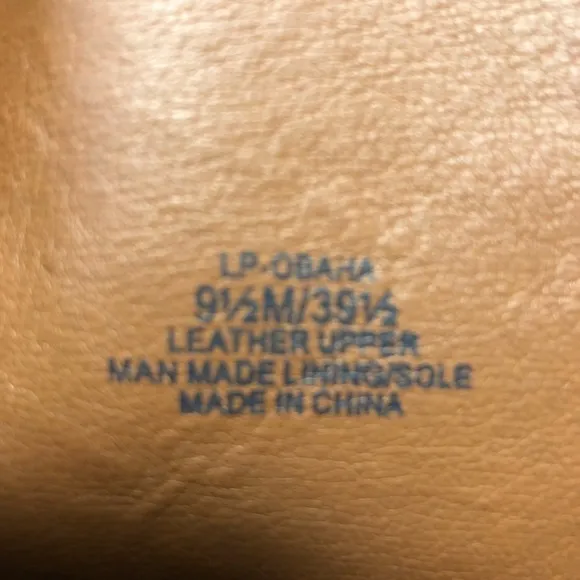 LP-OBAHA
9½M/39½
LEATHER UPPER
MAN MADE LINING/SOLE
MADE IN CHINA